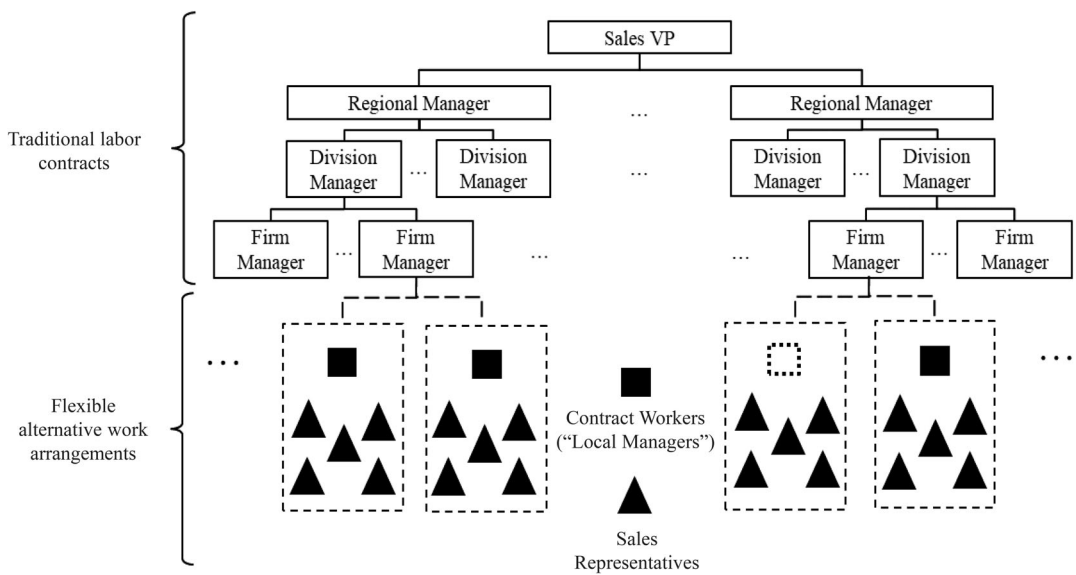 Sales VP
Regional Manager
...
Regional Manager
Traditional labor
contracts
Division
Manager
...
Division
Manager
...
Division
Manager
...
Division
Manager
Firm
Manager
...
Firm
Manager
...
...
Firm
Manager
...
Firm
Manager
...
...
Flexible
alternative work
arrangements
Contract Workers
(“Local Managers”)
Sales
Representatives